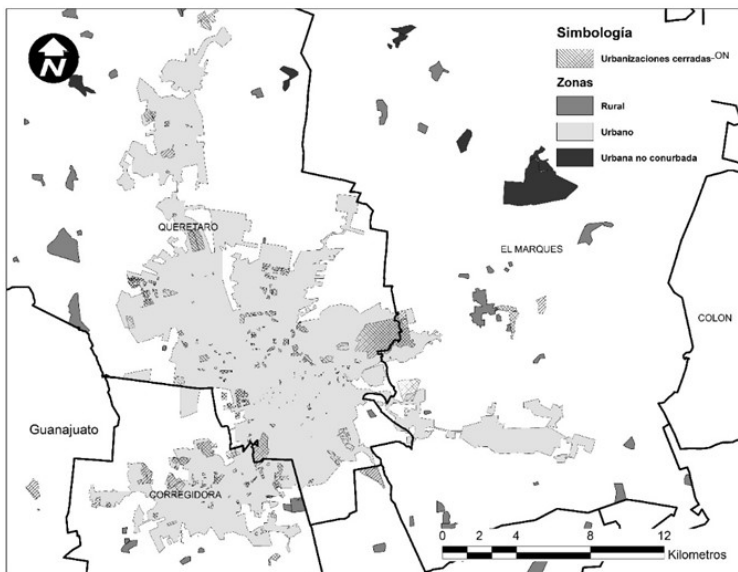 N
Simbología
Urbanizaciones cerradas
ON
Zonas
Rural
Urbano
Urbana no conurbada
QUERETARO
EL MARQUES
COLON
Guanajuato
CORREGIDORA
0 2 4 8 12
Kilometros